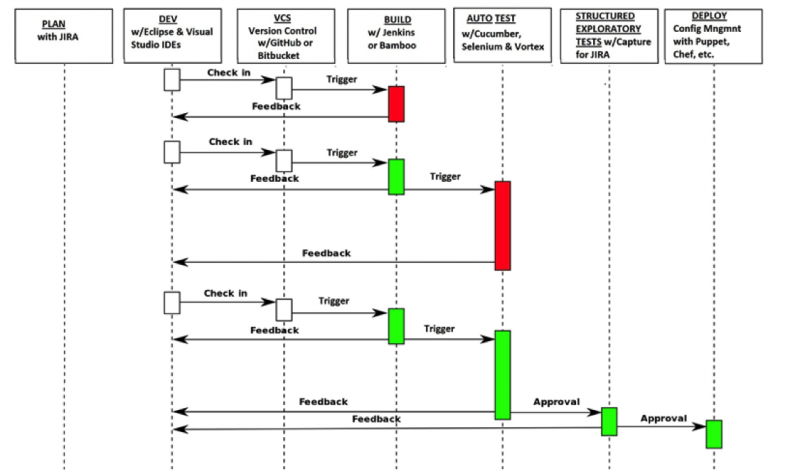 PLAN
with JIRA
DEV
w/Eclipse & Visual
Studio IDEs
VCS
Version Control
w/GitHub or
Bitbucket
BUILD
w/ Jenkins
or Bamboo
AUTO TEST
w/Cucumber,
Selenium & Vortex
STRUCTURED
EXPLORATORY
TESTS w/Capture
for JIRA
DEPLOY
Config Mngmnt
with Puppet,
Chef, etc.
Check in
Trigger
Feedback
Check in
Trigger
Feedback
Trigger
Feedback
Check in
Trigger
Feedback
Trigger
Feedback
Approval
Feedback
Approval